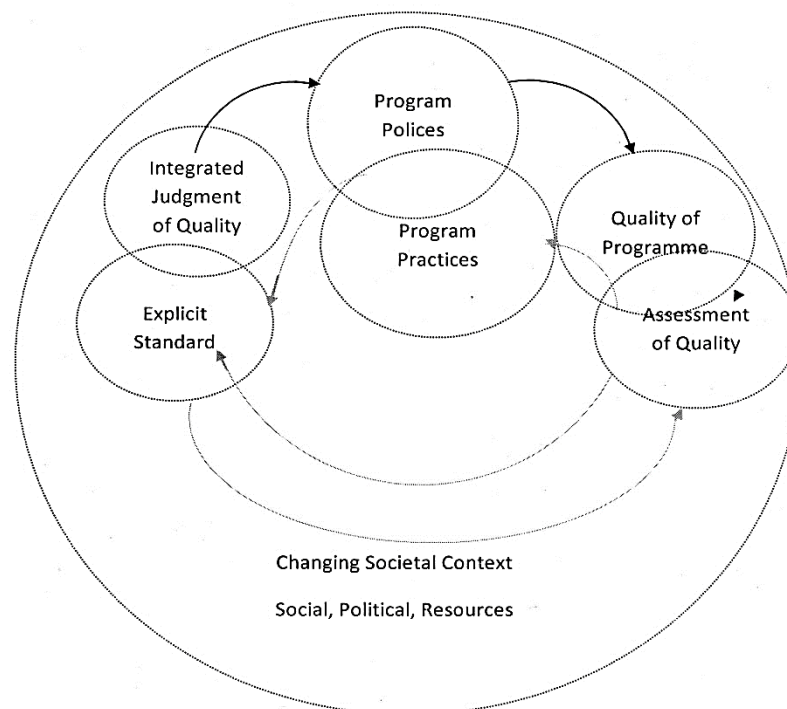 Program
Polices
Integrated
Judgment
of Quality
Program
Practices
Quality of
Programme
Explicit
Standard
Assessment
of Quality
Changing Societal Context
Social, Political, Resources